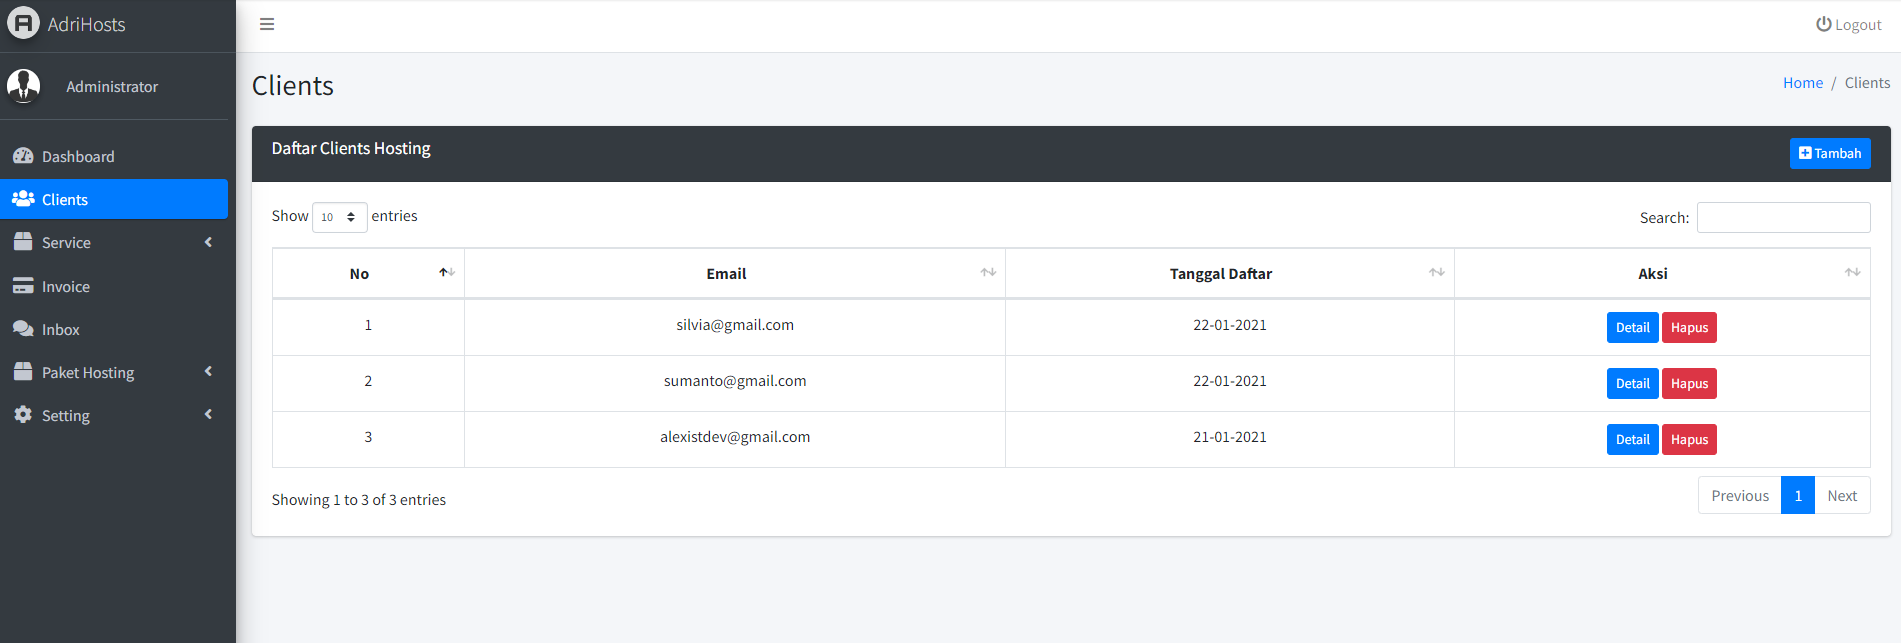 AdriHosts
Logout
Administrator
Clients
Home / Clients
Dashboard
Clients
Service
Invoice
Inbox
Paket Hosting
Setting
Daftar Clients Hosting
Tambah
Show 10 entries
Search:
No Email Tanggal Daftar Aksi
1 silvia@gmail.com 22-01-2021 Detail Hapus
2 sumanto@gmail.com 22-01-2021 Detail Hapus
3 alexistdev@gmail.com 21-01-2021 Detail Hapus
Showing 1 to 3 of 3 entries
Previous 1 Next